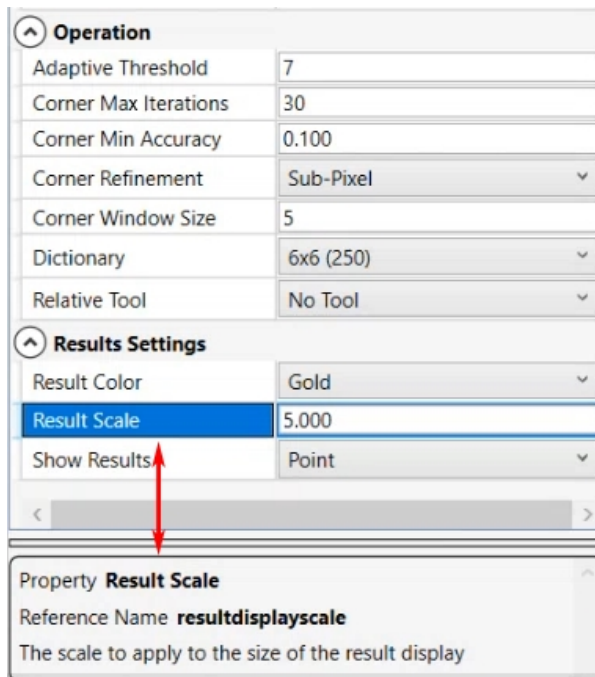 Operation
Adaptive Threshold 7
Corner Max Iterations 30
Corner Min Accuracy 0.100
Corner Refinement Sub-Pixel
Corner Window Size 5
Dictionary 6x6 (250)
Relative Tool No Tool
Results Settings
Result Color Gold
Result Scale 5.000
Show Results Point
Property Result Scale
Reference Name resultdisplayscale
The scale to apply to the size of the result display